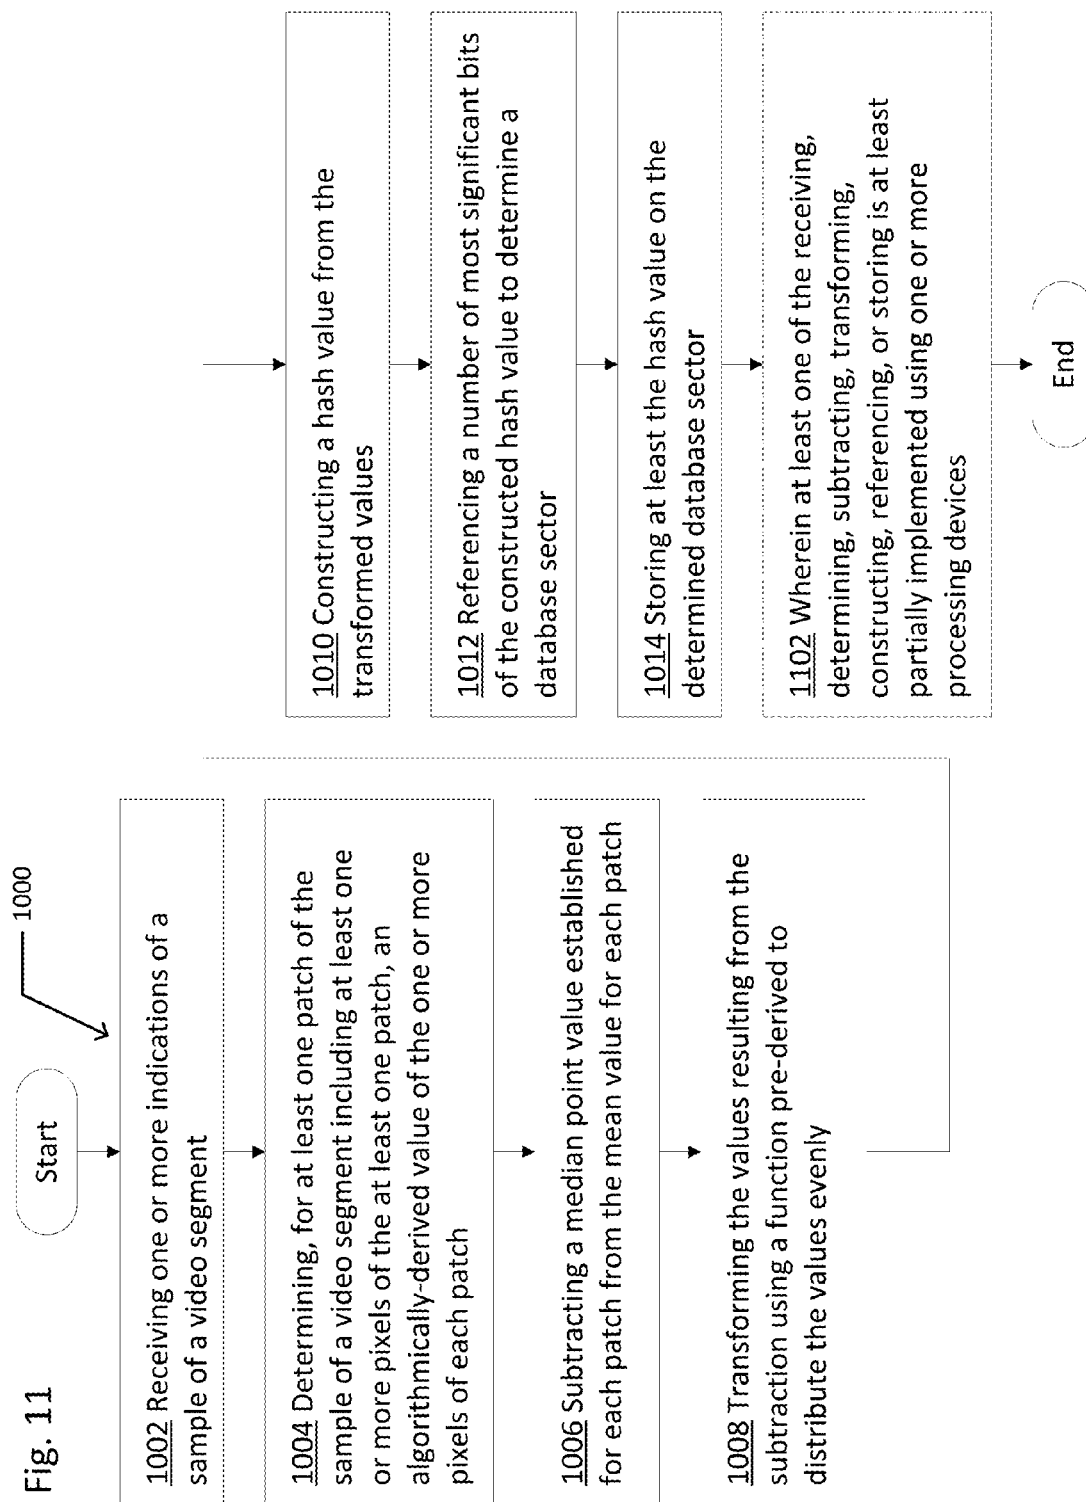 Fig. 11
1000
Start
1002 Receiving one or more indications of a
sample of a video segment
1004 Determining, for at least one patch of the
sample of a video segment including at least one
or more pixels of the at least one patch, an
algorithmically-derived value of the one or more
pixels of each patch
1006 Subtracting a median point value established
for each patch from the mean value for each patch
1008 Transforming the values resulting from the
subtraction using a function pre-derived to
distribute the values evenly
1010 Constructing a hash value from the
transformed values
1012 Referencing a number of most significant bits
of the constructed hash value to determine a
database sector
1014 Storing at least the hash value on the
determined database sector
1102 Wherein at least one of the receiving,
determining, subtracting, transforming,
constructing, referencing, or storing is at least
partially implemented using one or more
processing devices
End